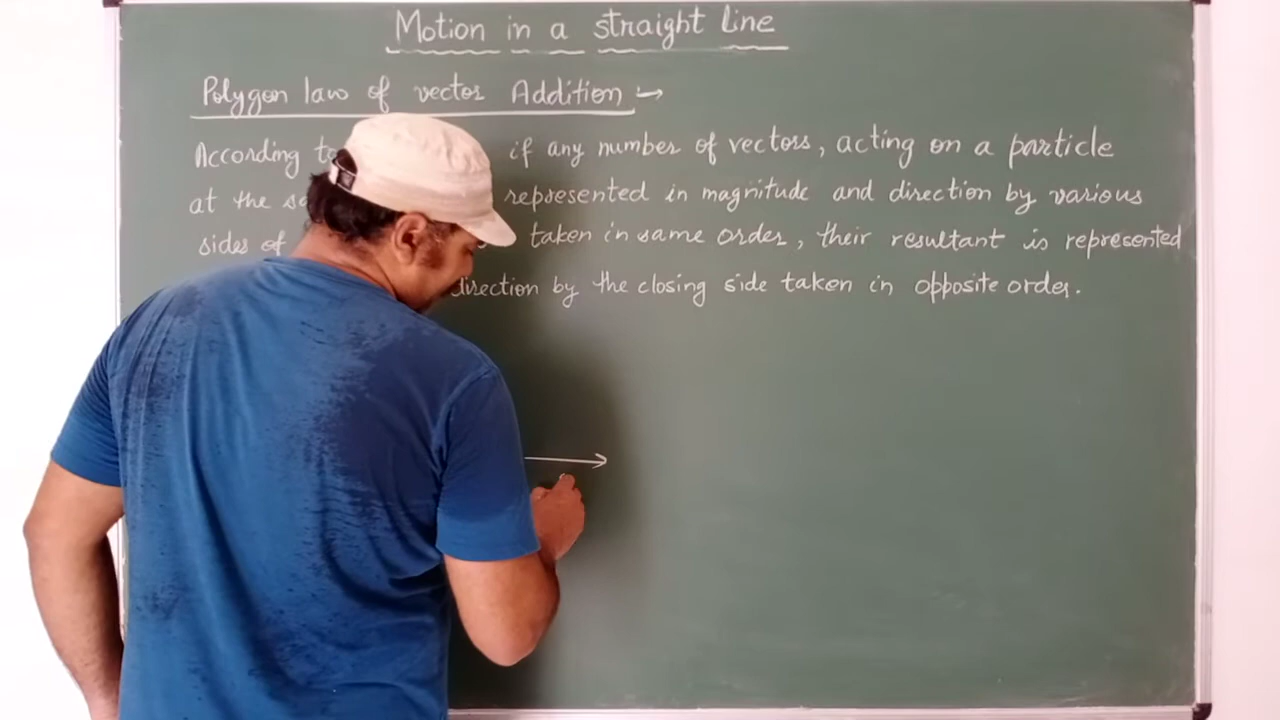 Motion in a straight line
Polygon law of vector Addition →
According if any number of vectors, acting on a particle
at the represented in magnitude and direction by various
sides of taken in same order, their resultant is represented
direction by the closing side taken in opposite order.